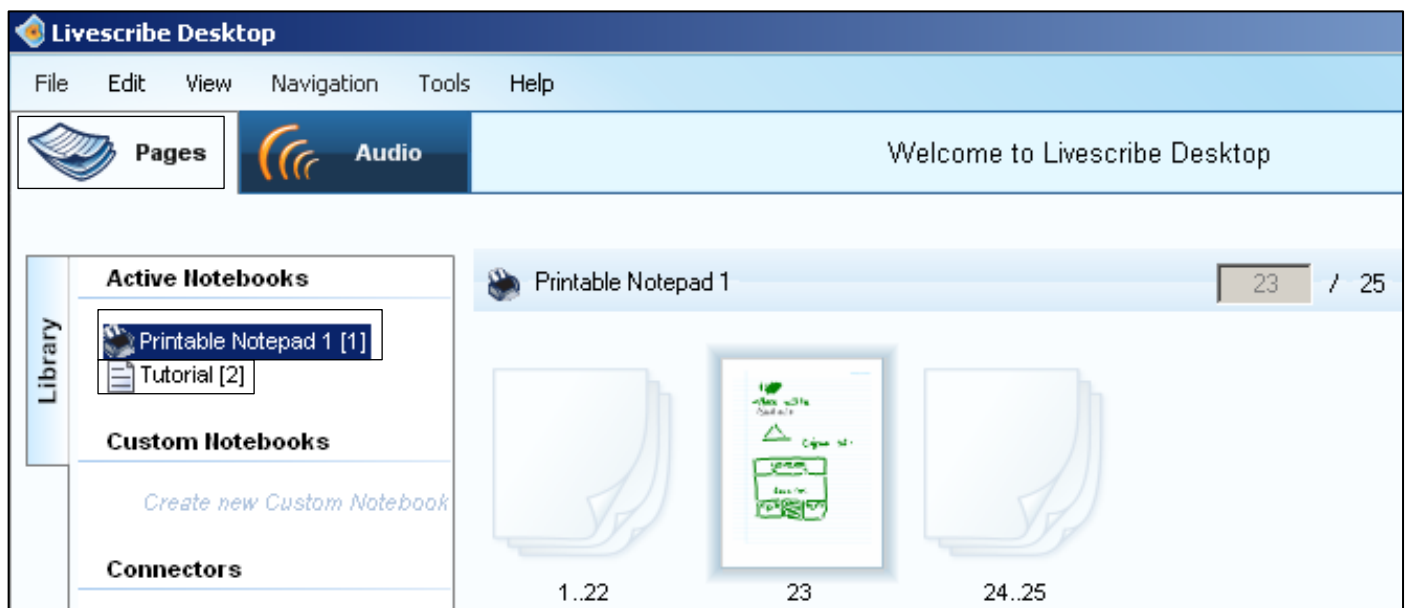 Livescribe Desktop
File Edit View Navigation Tools Help
Pages Audio Welcome to Livescribe Desktop
Library
Active Notebooks
Printable Notepad 1 [1]
Tutorial [2]
Custom Notebooks
Create new Custom Notebook
Connectors
Printable Notepad 1 23 / 25
1..22 23 24..25